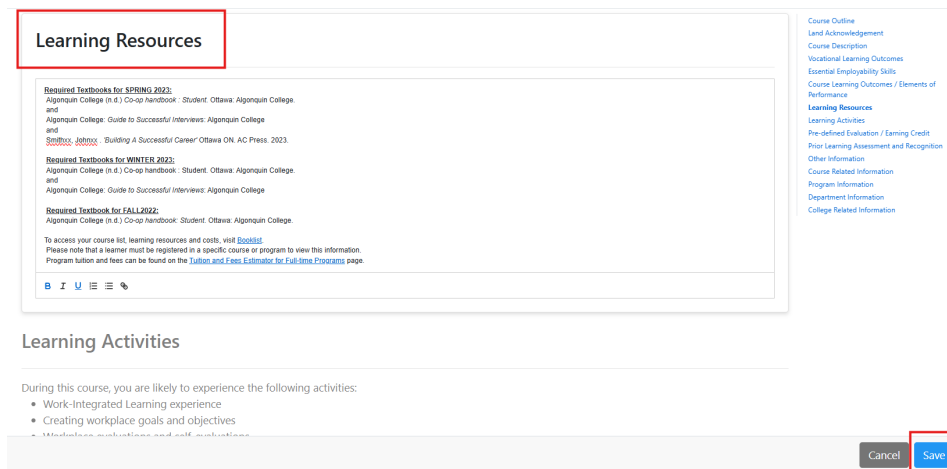 Learning Resources
Required Textbooks for SPRING 2023:
Algonquin College (n.d.) Co-op handbook : Student. Ottawa: Algonquin College.
and
Algonquin College: Guide to Successful Interviews: Algonquin College
and
Smithxx, Johnxx . 'Building A Successful Career' Ottawa ON. AC Press. 2023.
Required Textbooks for WINTER 2023:
Algonquin College (n.d.) Co-op handbook : Student. Ottawa: Algonquin College.
and
Algonquin College: Guide to Successful Interviews: Algonquin College
Required Textbook for FALL2022:
Algonquin College (n.d.) Co-op handbook: Student. Ottawa: Algonquin College.
To access your course list, learning resources and costs, visit Booklist.
Please note that a learner must be registered in a specific course or program to view this information.
Program tuition and fees can be found on the Tuition and Fees Estimator for Full-time Programs page.
B I U
Learning Activities
During this course, you are likely to experience the following activities:
• Work-Integrated Learning experience
• Creating workplace goals and objectives
• Workplace evaluations and self-evaluations
Course Outline
Land Acknowledgement
Course Description
Vocational Learning Outcomes
Essential Employability Skills
Course Learning Outcomes / Elements of
Performance
Learning Resources
Learning Activities
Pre-defined Evaluation / Earning Credit
Prior Learning Assessment and Recognition
Other Information
Course Related Information
Program Information
Department Information
College Related Information
Cancel
Save